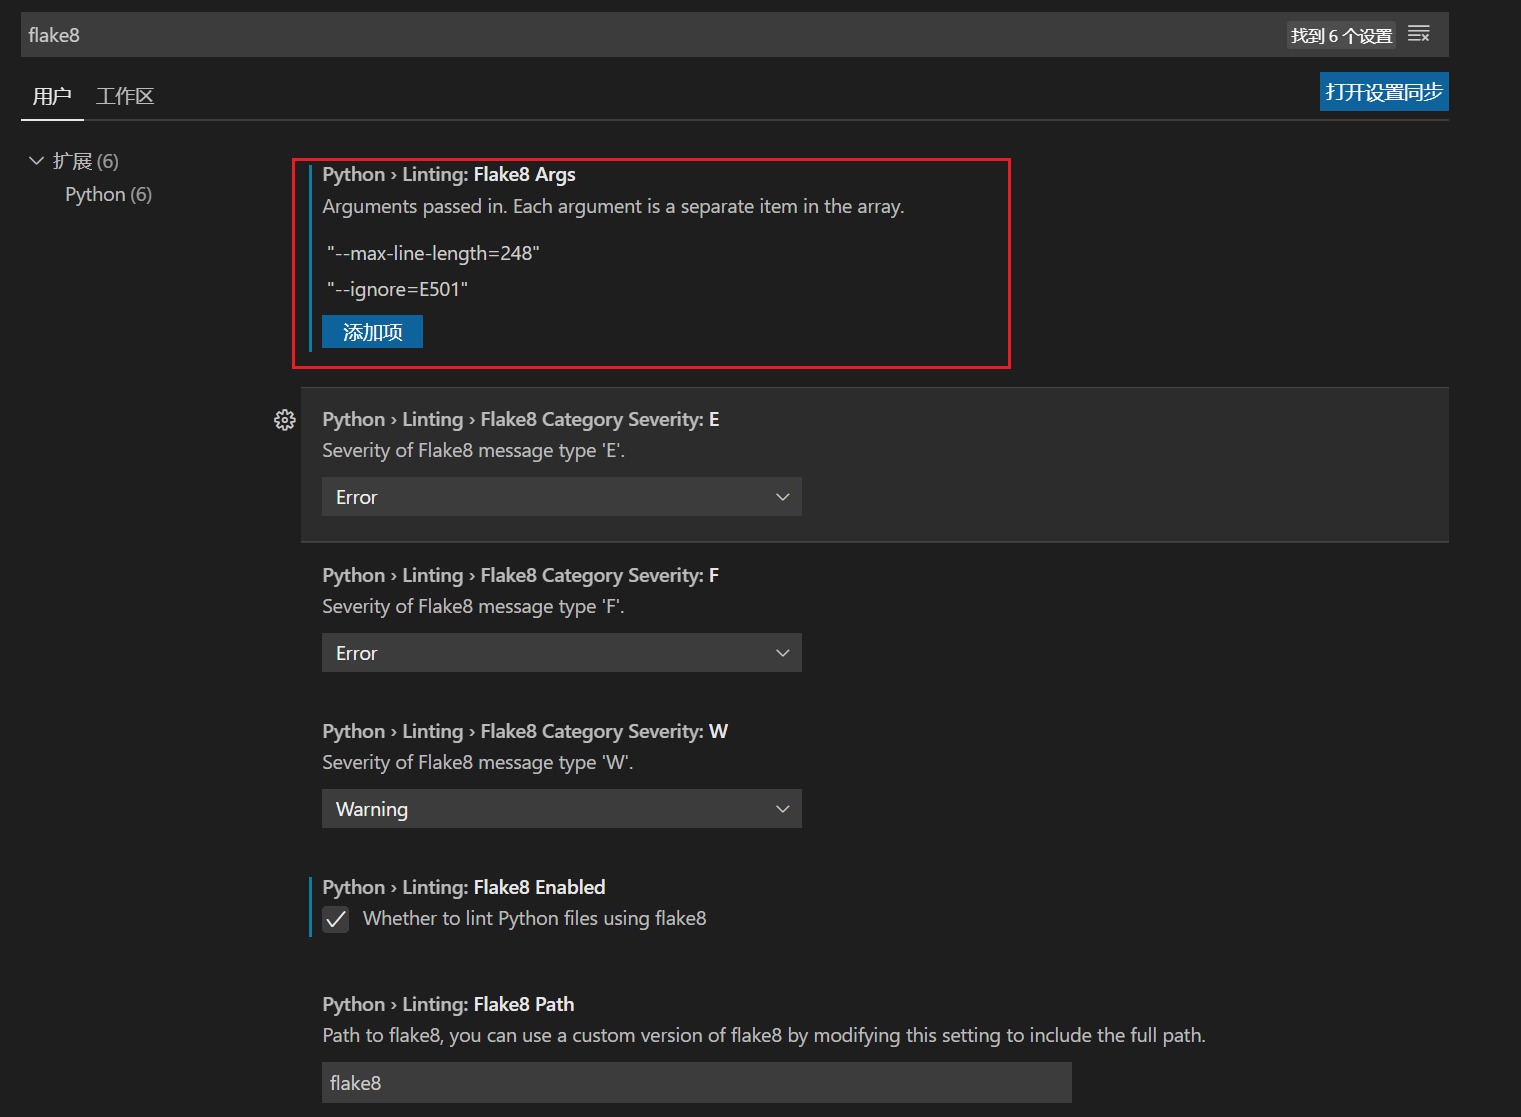 flake8
找到 6 个设置
用户
工作区
打开设置同步
扩展 (6)
Python (6)
Python › Linting: Flake8 Args
Arguments passed in. Each argument is a separate item in the array.
"--max-line-length=248"
"--ignore=E501"
添加项
Python › Linting › Flake8 Category Severity: E
Severity of Flake8 message type 'E'.
Error
Python › Linting › Flake8 Category Severity: F
Severity of Flake8 message type 'F'.
Error
Python › Linting › Flake8 Category Severity: W
Severity of Flake8 message type 'W'.
Warning
Python › Linting: Flake8 Enabled
Whether to lint Python files using flake8
Python › Linting: Flake8 Path
Path to flake8, you can use a custom version of flake8 by modifying this setting to include the full path.
flake8